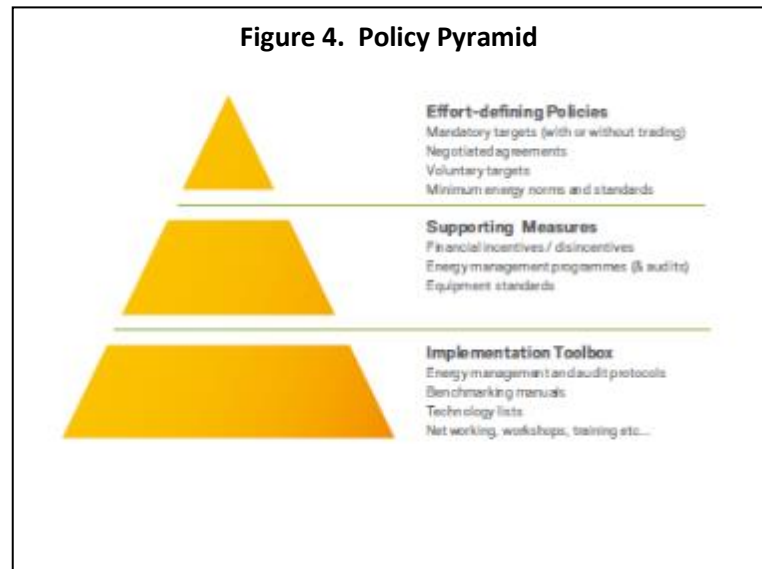 Figure 4.  Policy Pyramid
Effort-defining Policies
Mandatory targets (with or without trading)
Negotiated agreements
Voluntary targets
Minimum energy norms and standards
Supporting Measures
Financial incentives / disincentives
Energy management programmes (& audits)
Equipment standards
Implementation Toolbox
Energy management and audit protocols
Benchmarking manuals
Technology lists
Networking, workshops, training etc...